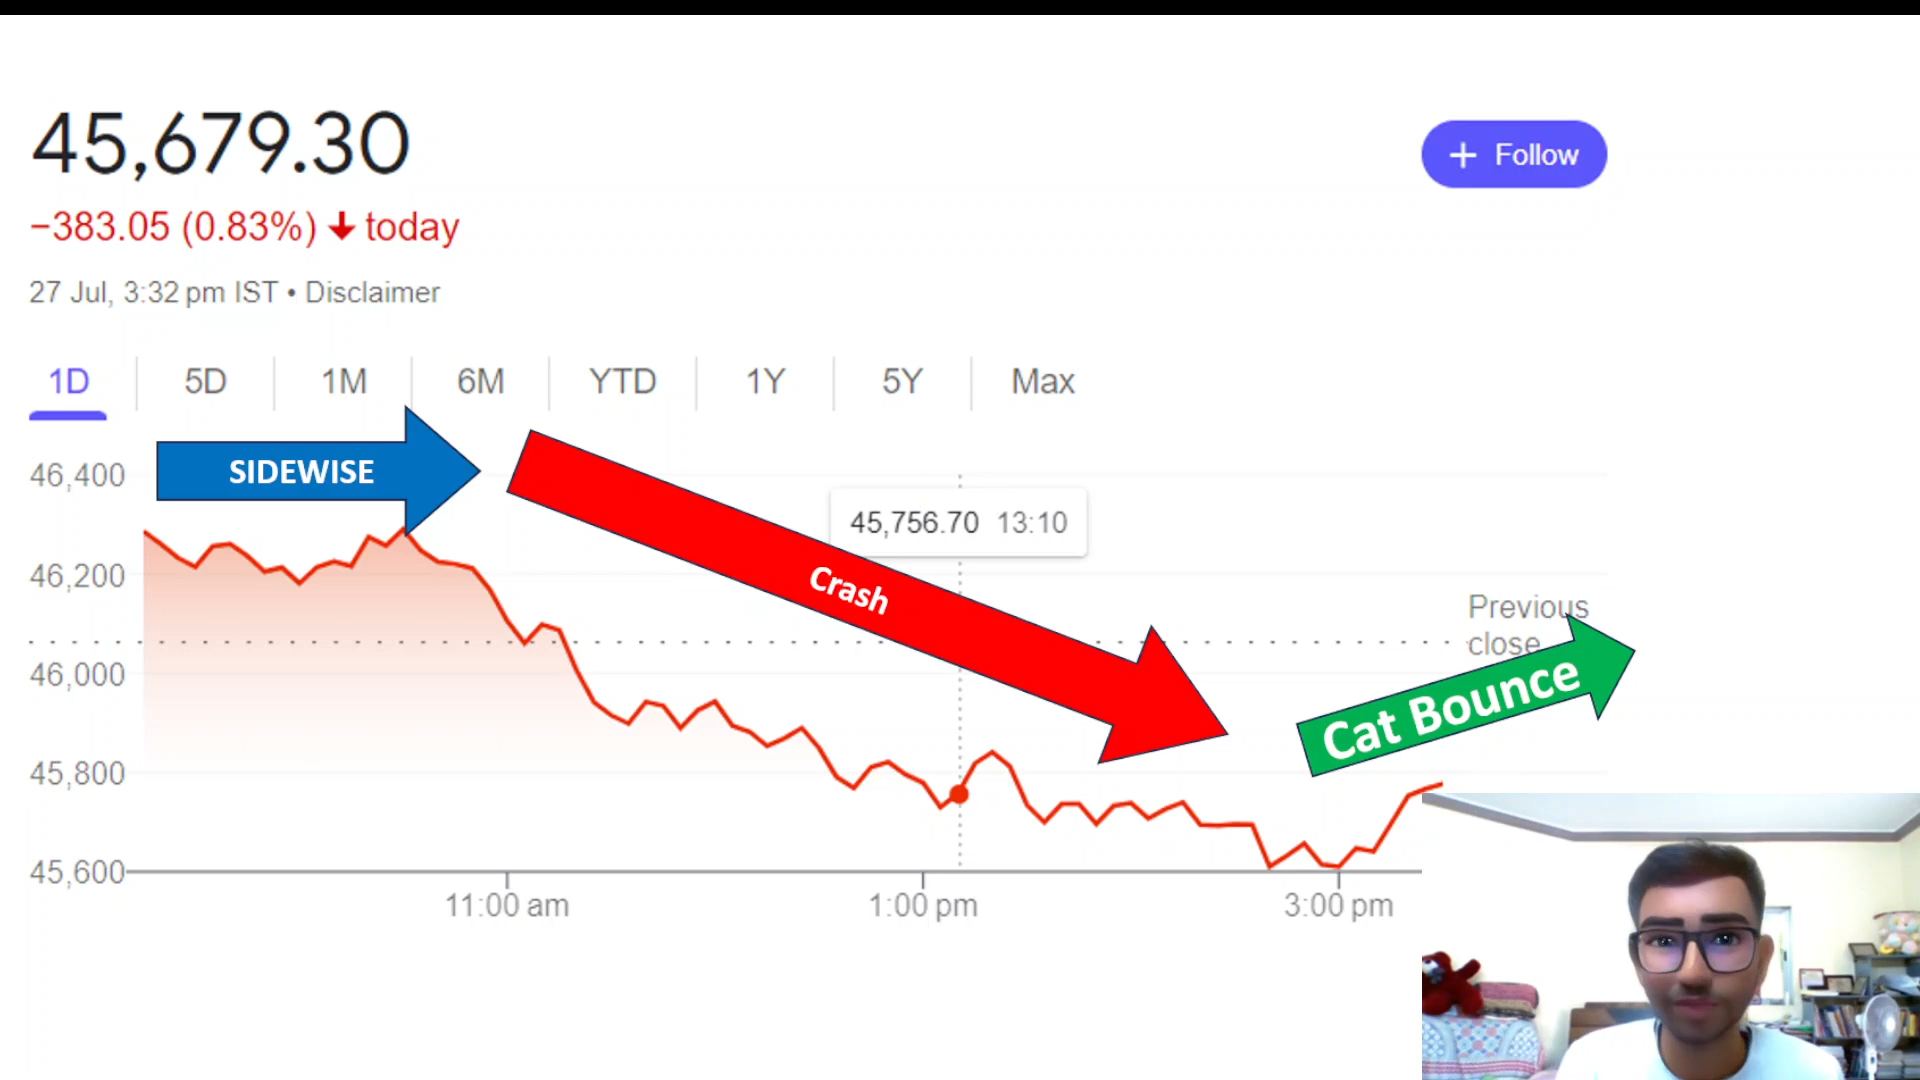 45,679.30
+ Follow
−383.05 (0.83%) ↓ today
27 Jul, 3:32 pm IST • Disclaimer
1D 5D 1M 6M YTD 1Y 5Y Max
SIDEWISE
46,400
45,756.70 13:10
Crash
46,200
Previous
close
46,000
Cat Bounce
45,800
45,600
11:00 am 1:00 pm 3:00 pm